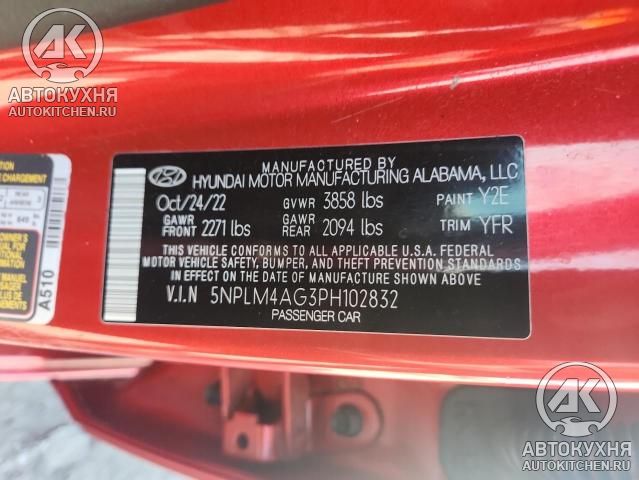 АВТОКУХНЯ
AUTOKITCHEN.RU
MANUFACTURED BY
HYUNDAI MOTOR MANUFACTURING ALABAMA, LLC
Oct/24/22 GVWR 3858 lbs PAINT Y2E
GAWR FRONT 2271 lbs GAWR REAR 2094 lbs TRIM YFR
THIS VEHICLE CONFORMS TO ALL APPLICABLE U.S.A. FEDERAL
MOTOR VEHICLE SAFETY, BUMPER, AND THEFT PREVENTION STANDARDS
IN EFFECT ON THE DATE OF MANUFACTURE SHOWN ABOVE.
V.I.N 5NPLM4AG3PH102832
PASSENGER CAR
A510
АВТОКУХНЯ
AUTOKITCHEN.RU